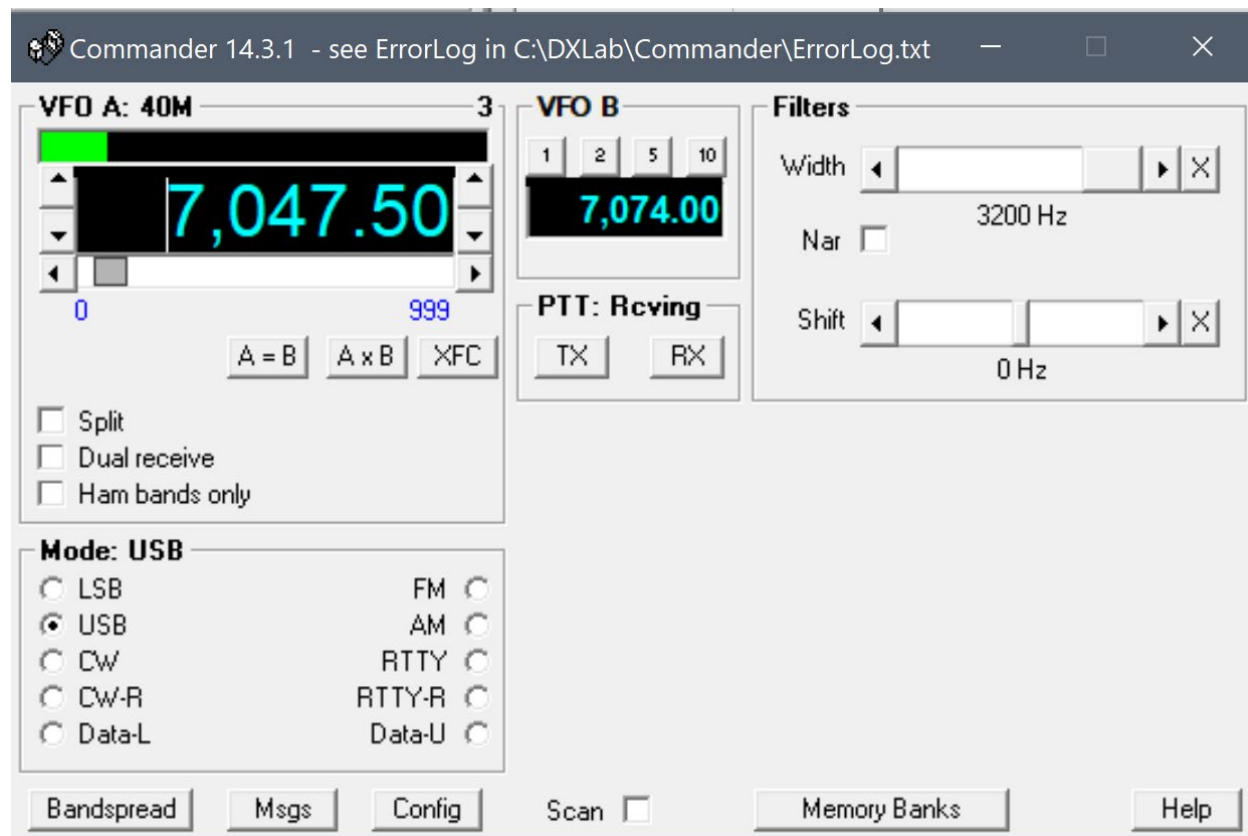 Commander 14.3.1 - see ErrorLog in C:\DXLab\Commander\ErrorLog.txt
VFO A: 40M 3
7,047.50
0 999
A = B A x B XFC
Split
Dual receive
Ham bands only
VFO B
1 2 5 10
7,074.00
PTT: Rcving
TX RX
Filters
Width X
3200 Hz
Nar
Shift X
0 Hz
Mode: USB
LSB FM
USB AM
CW RTTY
CW-R RTTY-R
Data-L Data-U
Bandspread Msgs Config Scan Memory Banks Help